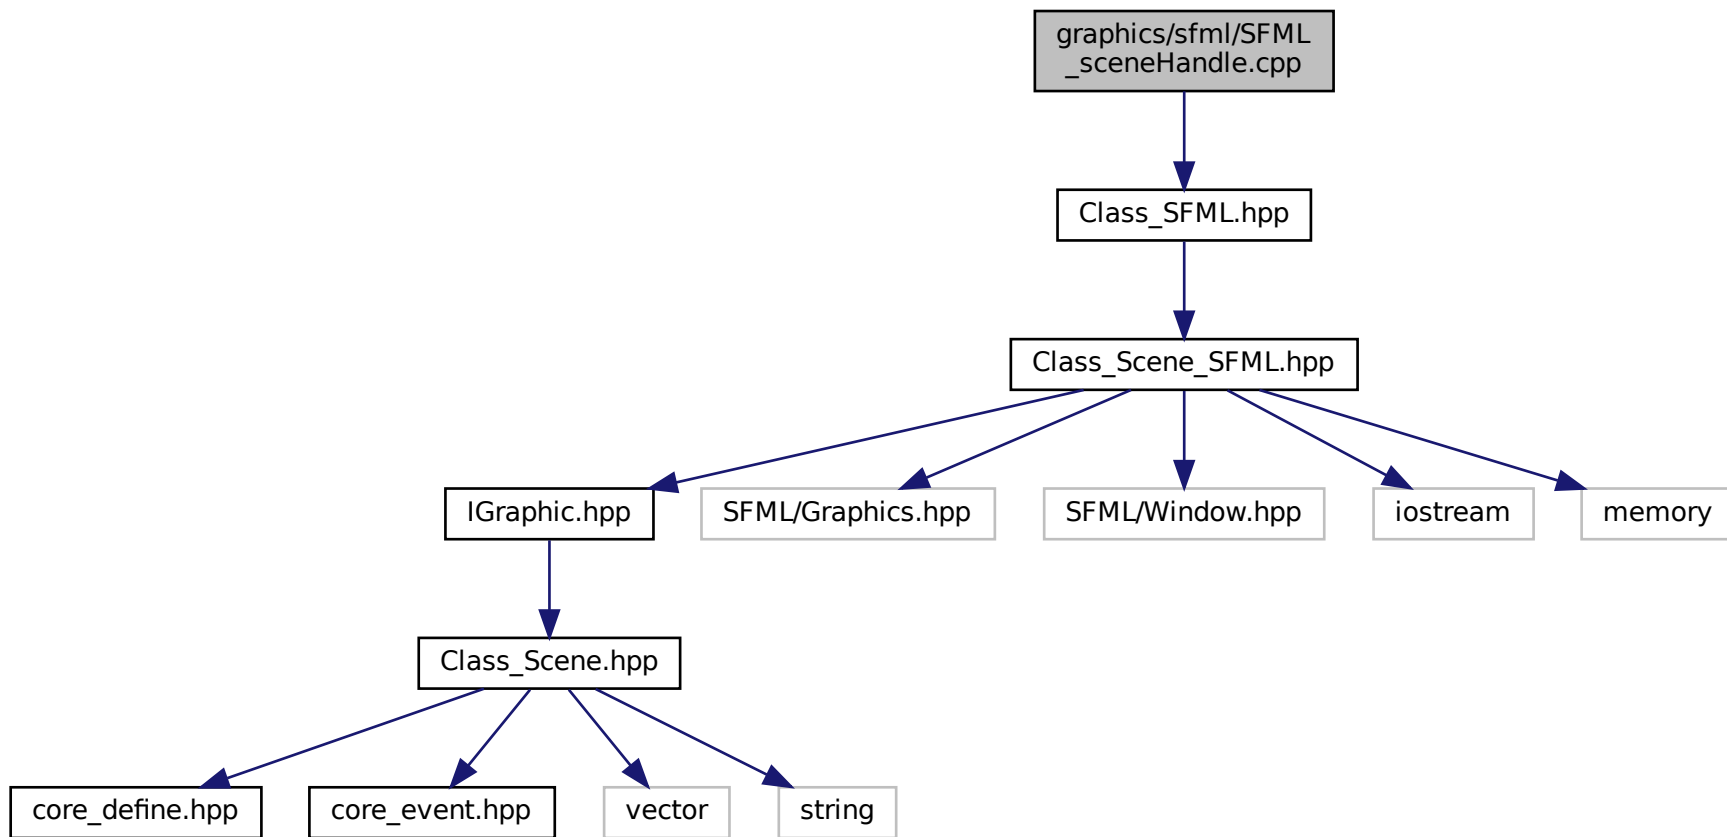 graphics/sfml/SFML
_sceneHandle.cpp
Class_SFML.hpp
Class_Scene_SFML.hpp
IGraphic.hpp
SFML/Graphics.hpp
SFML/Window.hpp
iostream
memory
Class_Scene.hpp
core_define.hpp
core_event.hpp
vector
string